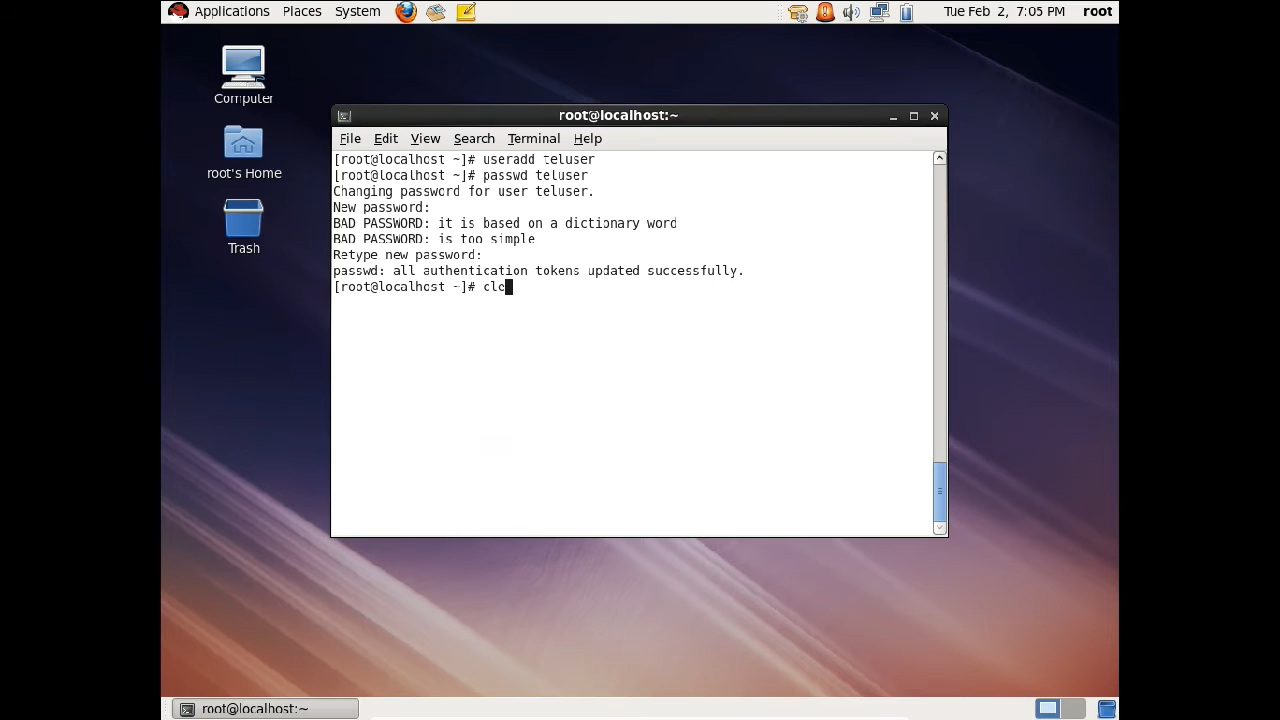 Applications Places System Tue Feb 2, 7:05 PM root
Computer
root's Home
Trash
root@localhost:~
File Edit View Search Terminal Help
[root@localhost ~]# useradd teluser
[root@localhost ~]# passwd teluser
Changing password for user teluser.
New password:
BAD PASSWORD: it is based on a dictionary word
BAD PASSWORD: is too simple
Retype new password:
passwd: all authentication tokens updated successfully.
[root@localhost ~]# cle
root@localhost:~